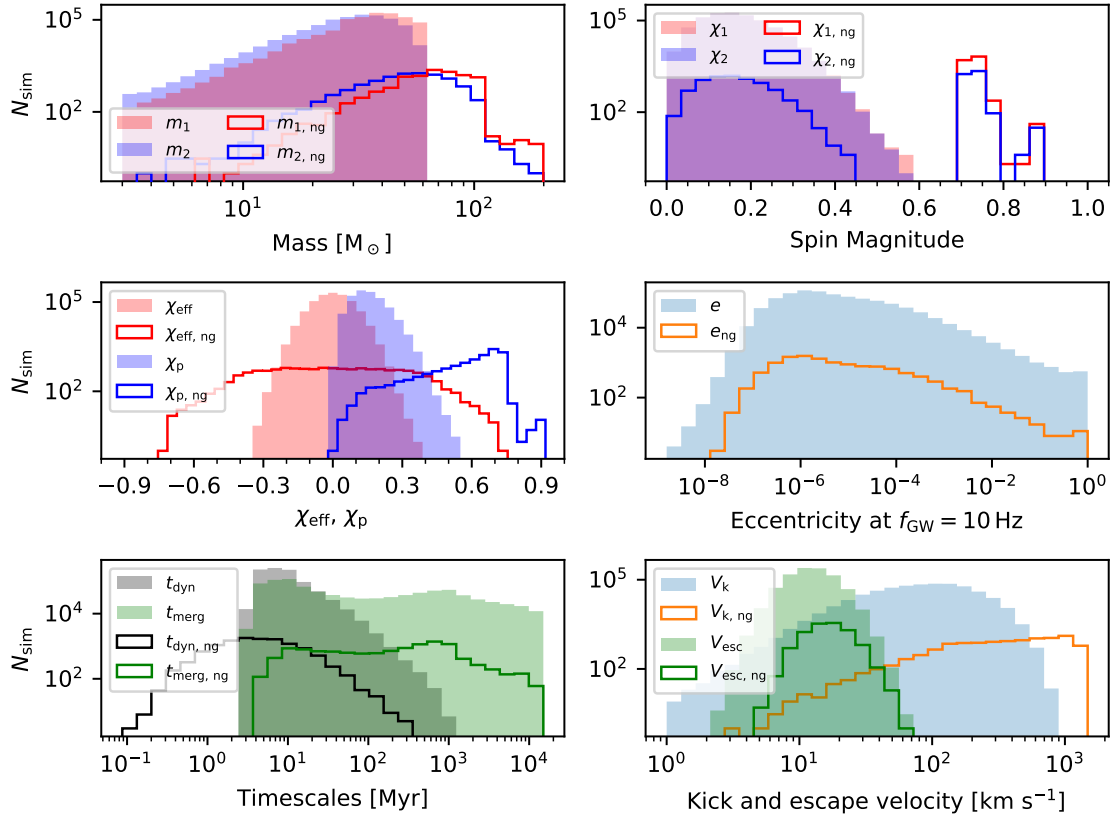 N_sim
10^5
10^2
m_1 m_1, ng
m_2 m_2, ng
10^1 10^2
Mass [M_⊙]
χ_1 χ_1, ng
χ_2 χ_2, ng
0.0 0.2 0.4 0.6 0.8 1.0
Spin Magnitude
N_sim
10^5
10^2
χ_eff
χ_eff, ng
χ_p
χ_p, ng
−0.9 −0.6 −0.3 0.0 0.3 0.6 0.9
χ_eff, χ_p
10^4
10^2
e
e_ng
10^−8 10^−6 10^−4 10^−2 10^0
Eccentricity at f_GW = 10 Hz
N_sim
10^4
10^2
t_dyn
t_merg
t_dyn, ng
t_merg, ng
10^−1 10^0 10^1 10^2 10^3 10^4
Timescales [Myr]
10^5
10^2
V_k
V_k, ng
V_esc
V_esc, ng
10^0 10^1 10^2 10^3
Kick and escape velocity [km s^−1]